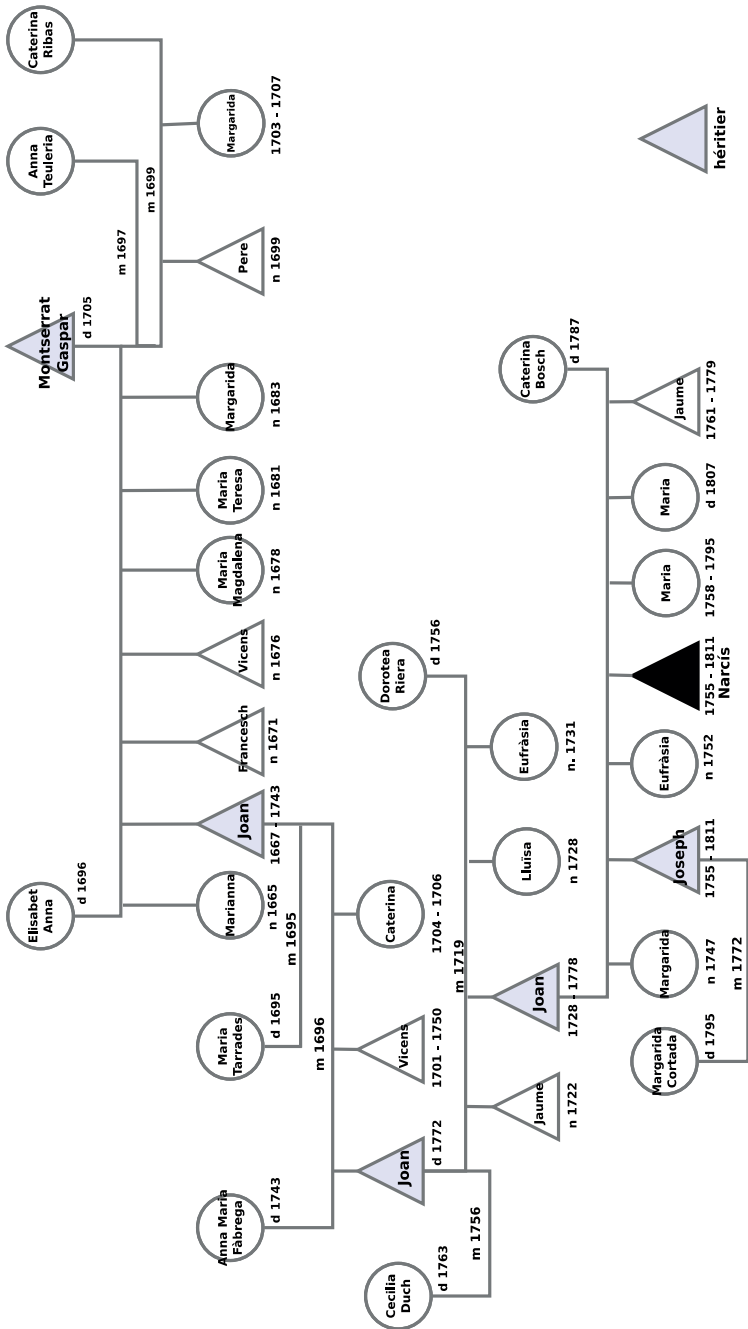 Elisabet
Anna
d 1696
Montserrat
Gaspar
d 1705
Anna
Teuleria
Caterina
Ribas
m 1697
m 1699
Anna Maria
Fàbrega
d 1743
Maria
Tarrades
d 1695
Marianna
n 1665
Joan
1667 - 1743
Francesch
n 1671
Vicens
n 1676
Maria
Magdalena
n 1678
Maria
Teresa
n 1681
Margarida
n 1683
Pere
n 1699
Margarida
1703 - 1707
m 1695
m 1696
Cecilia
Duch
d 1763
Joan
d 1772
Vicens
1701 - 1750
Caterina
1704 - 1706
Dorotea
Riera
d 1756
m 1719
m 1756
Jaume
n 1722
Joan
1728 - 1778
Lluïsa
n 1728
Eufràsia
n. 1731
Caterina
Bosch
d 1787
Margarida
Cortada
d 1795
Margarida
n 1747
Joseph
1755 - 1811
Eufràsia
n 1752
1755 - 1811
Narcís
Maria
1758 - 1795
Maria
d 1807
Jaume
1761 - 1779
m 1772
héritier